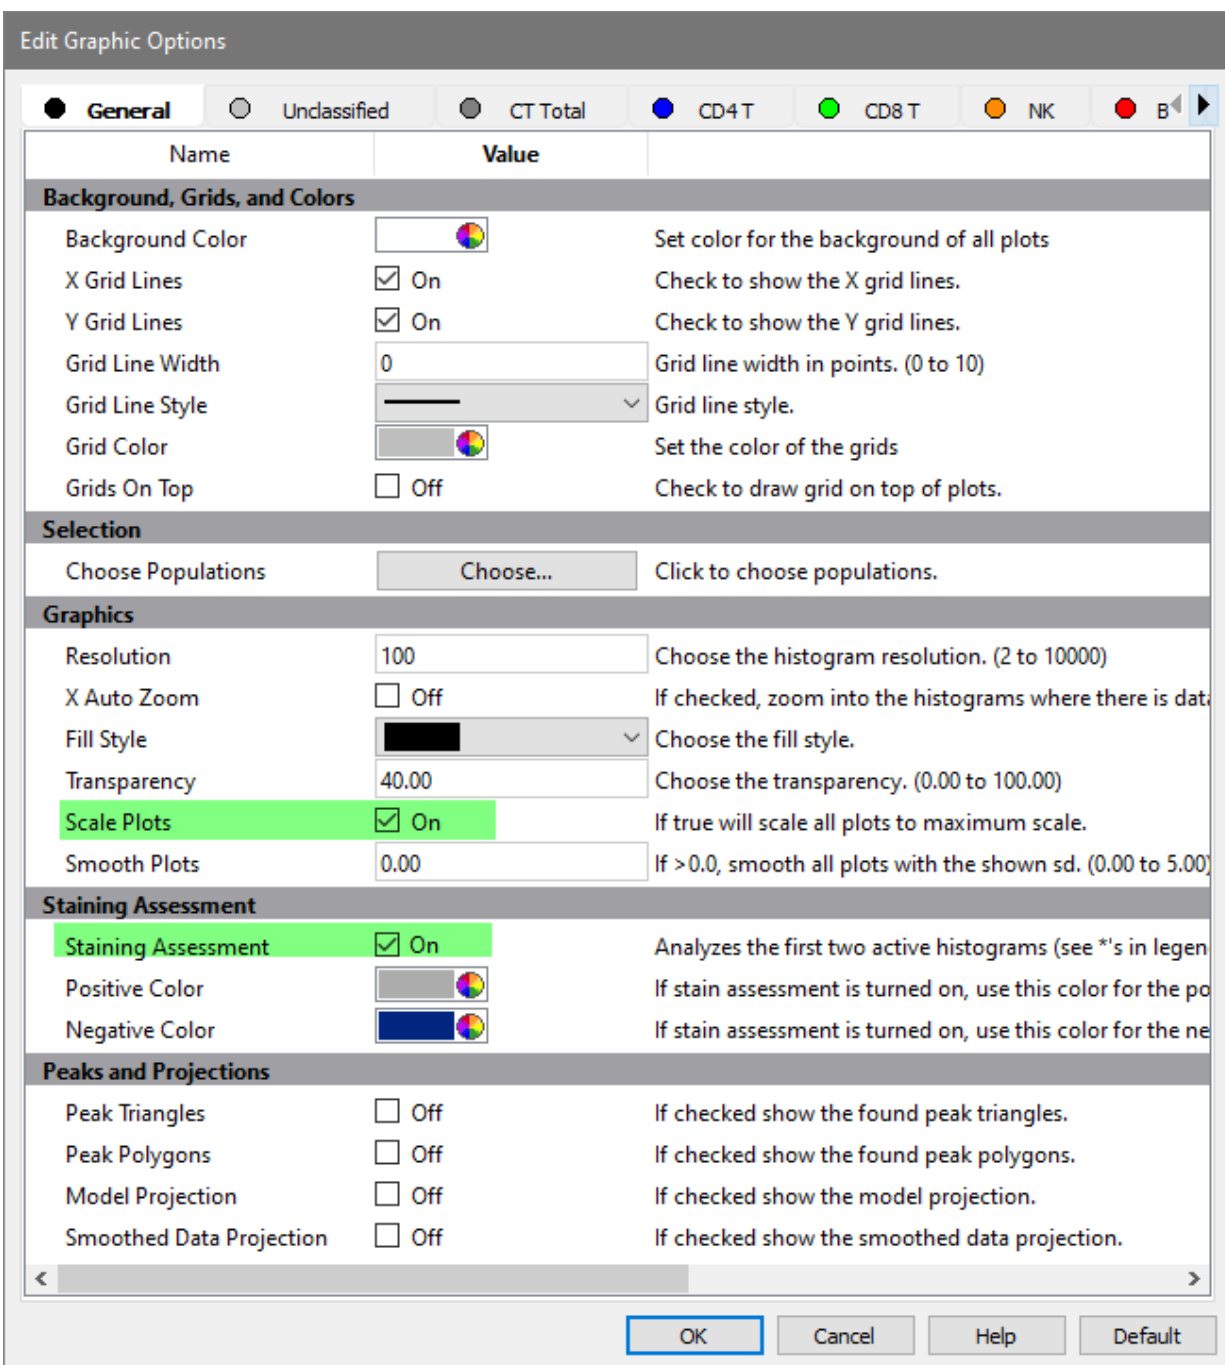 Edit Graphic Options
General Unclassified CT Total CD4 T CD8 T NK B
Name Value
Background, Grids, and Colors
Background Color Set color for the background of all plots
X Grid Lines On Check to show the X grid lines.
Y Grid Lines On Check to show the Y grid lines.
Grid Line Width 0 Grid line width in points. (0 to 10)
Grid Line Style Grid line style.
Grid Color Set the color of the grids
Grids On Top Off Check to draw grid on top of plots.
Selection
Choose Populations Choose... Click to choose populations.
Graphics
Resolution 100 Choose the histogram resolution. (2 to 10000)
X Auto Zoom Off If checked, zoom into the histograms where there is data
Fill Style Choose the fill style.
Transparency 40.00 Choose the transparency. (0.00 to 100.00)
Scale Plots On If true will scale all plots to maximum scale.
Smooth Plots 0.00 If >0.0, smooth all plots with the shown sd. (0.00 to 5.00)
Staining Assessment
Staining Assessment On Analyzes the first two active histograms (see *'s in legen
Positive Color If stain assessment is turned on, use this color for the po
Negative Color If stain assessment is turned on, use this color for the ne
Peaks and Projections
Peak Triangles Off If checked show the found peak triangles.
Peak Polygons Off If checked show the found peak polygons.
Model Projection Off If checked show the model projection.
Smoothed Data Projection Off If checked show the smoothed data projection.
OK Cancel Help Default